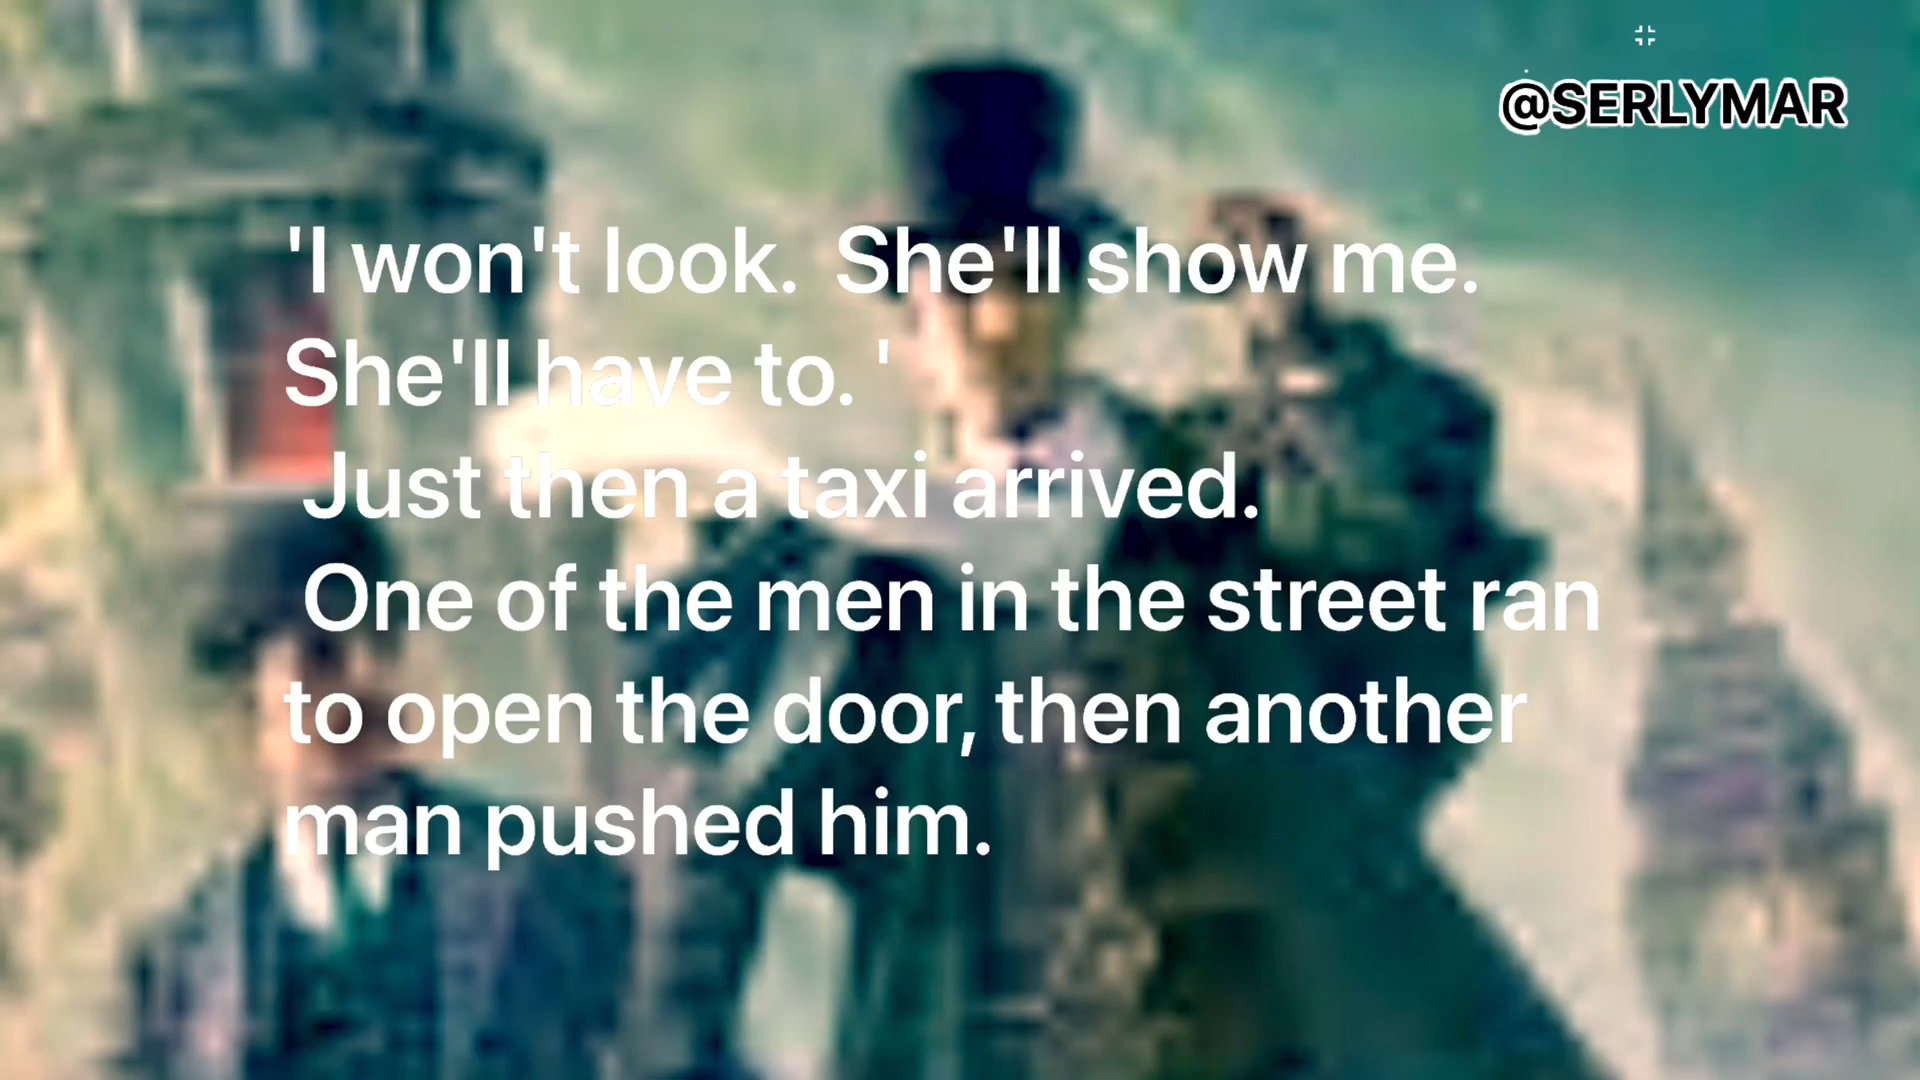 @SERLYMAR
'I won't look. She'll show me.
She'll have to. '
Just then a taxi arrived.
One of the men in the street ran
to open the door, then another
man pushed him.